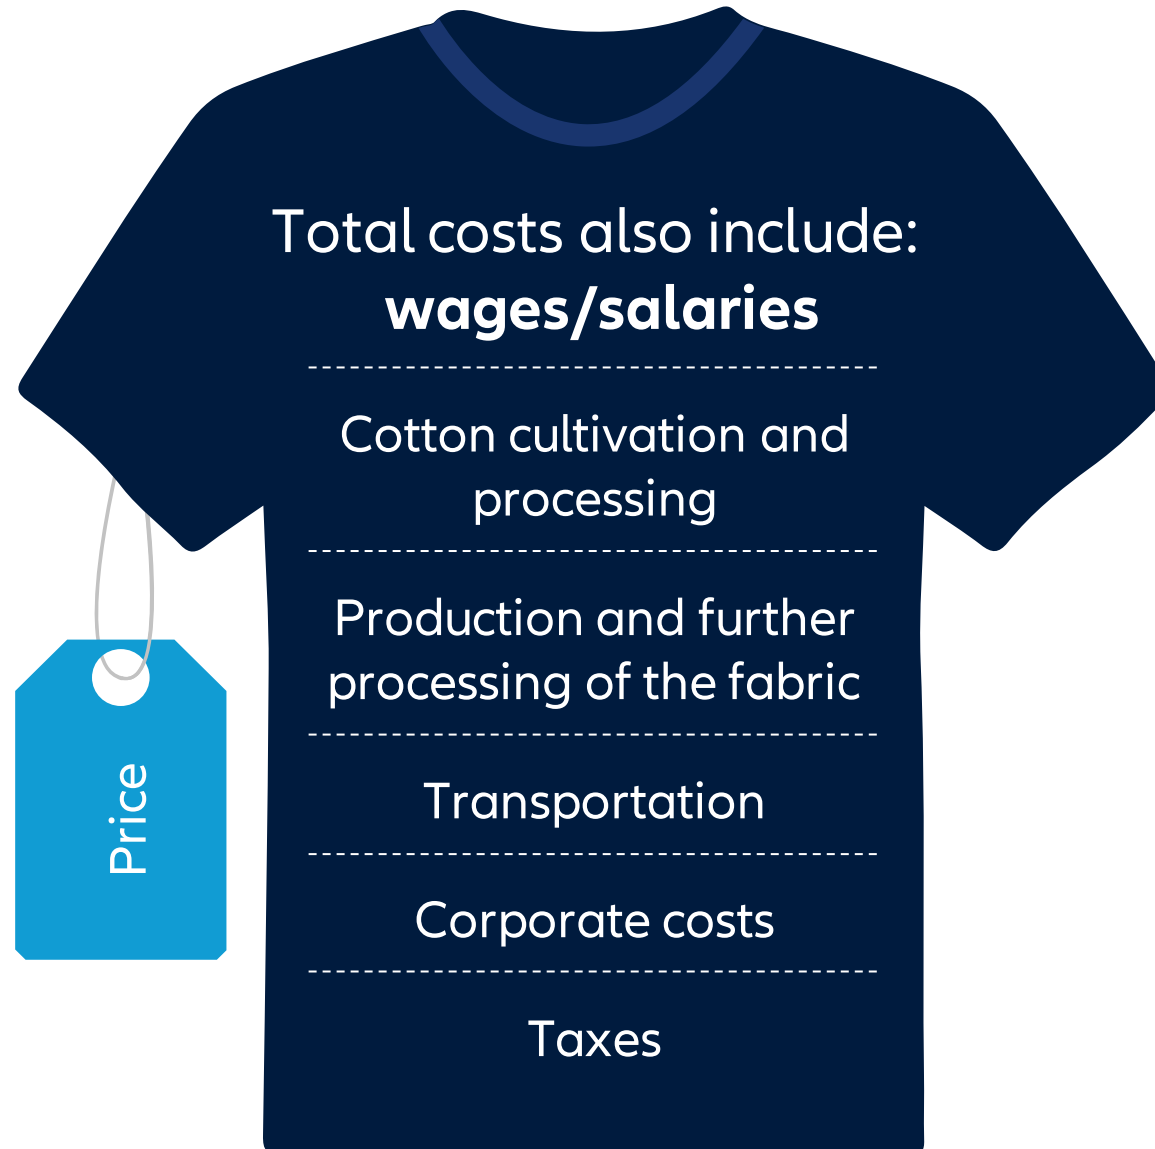 Total costs also include:
wages/salaries
Cotton cultivation and
processing
Production and further
processing of the fabric
Transportation
Corporate costs
Taxes
Price